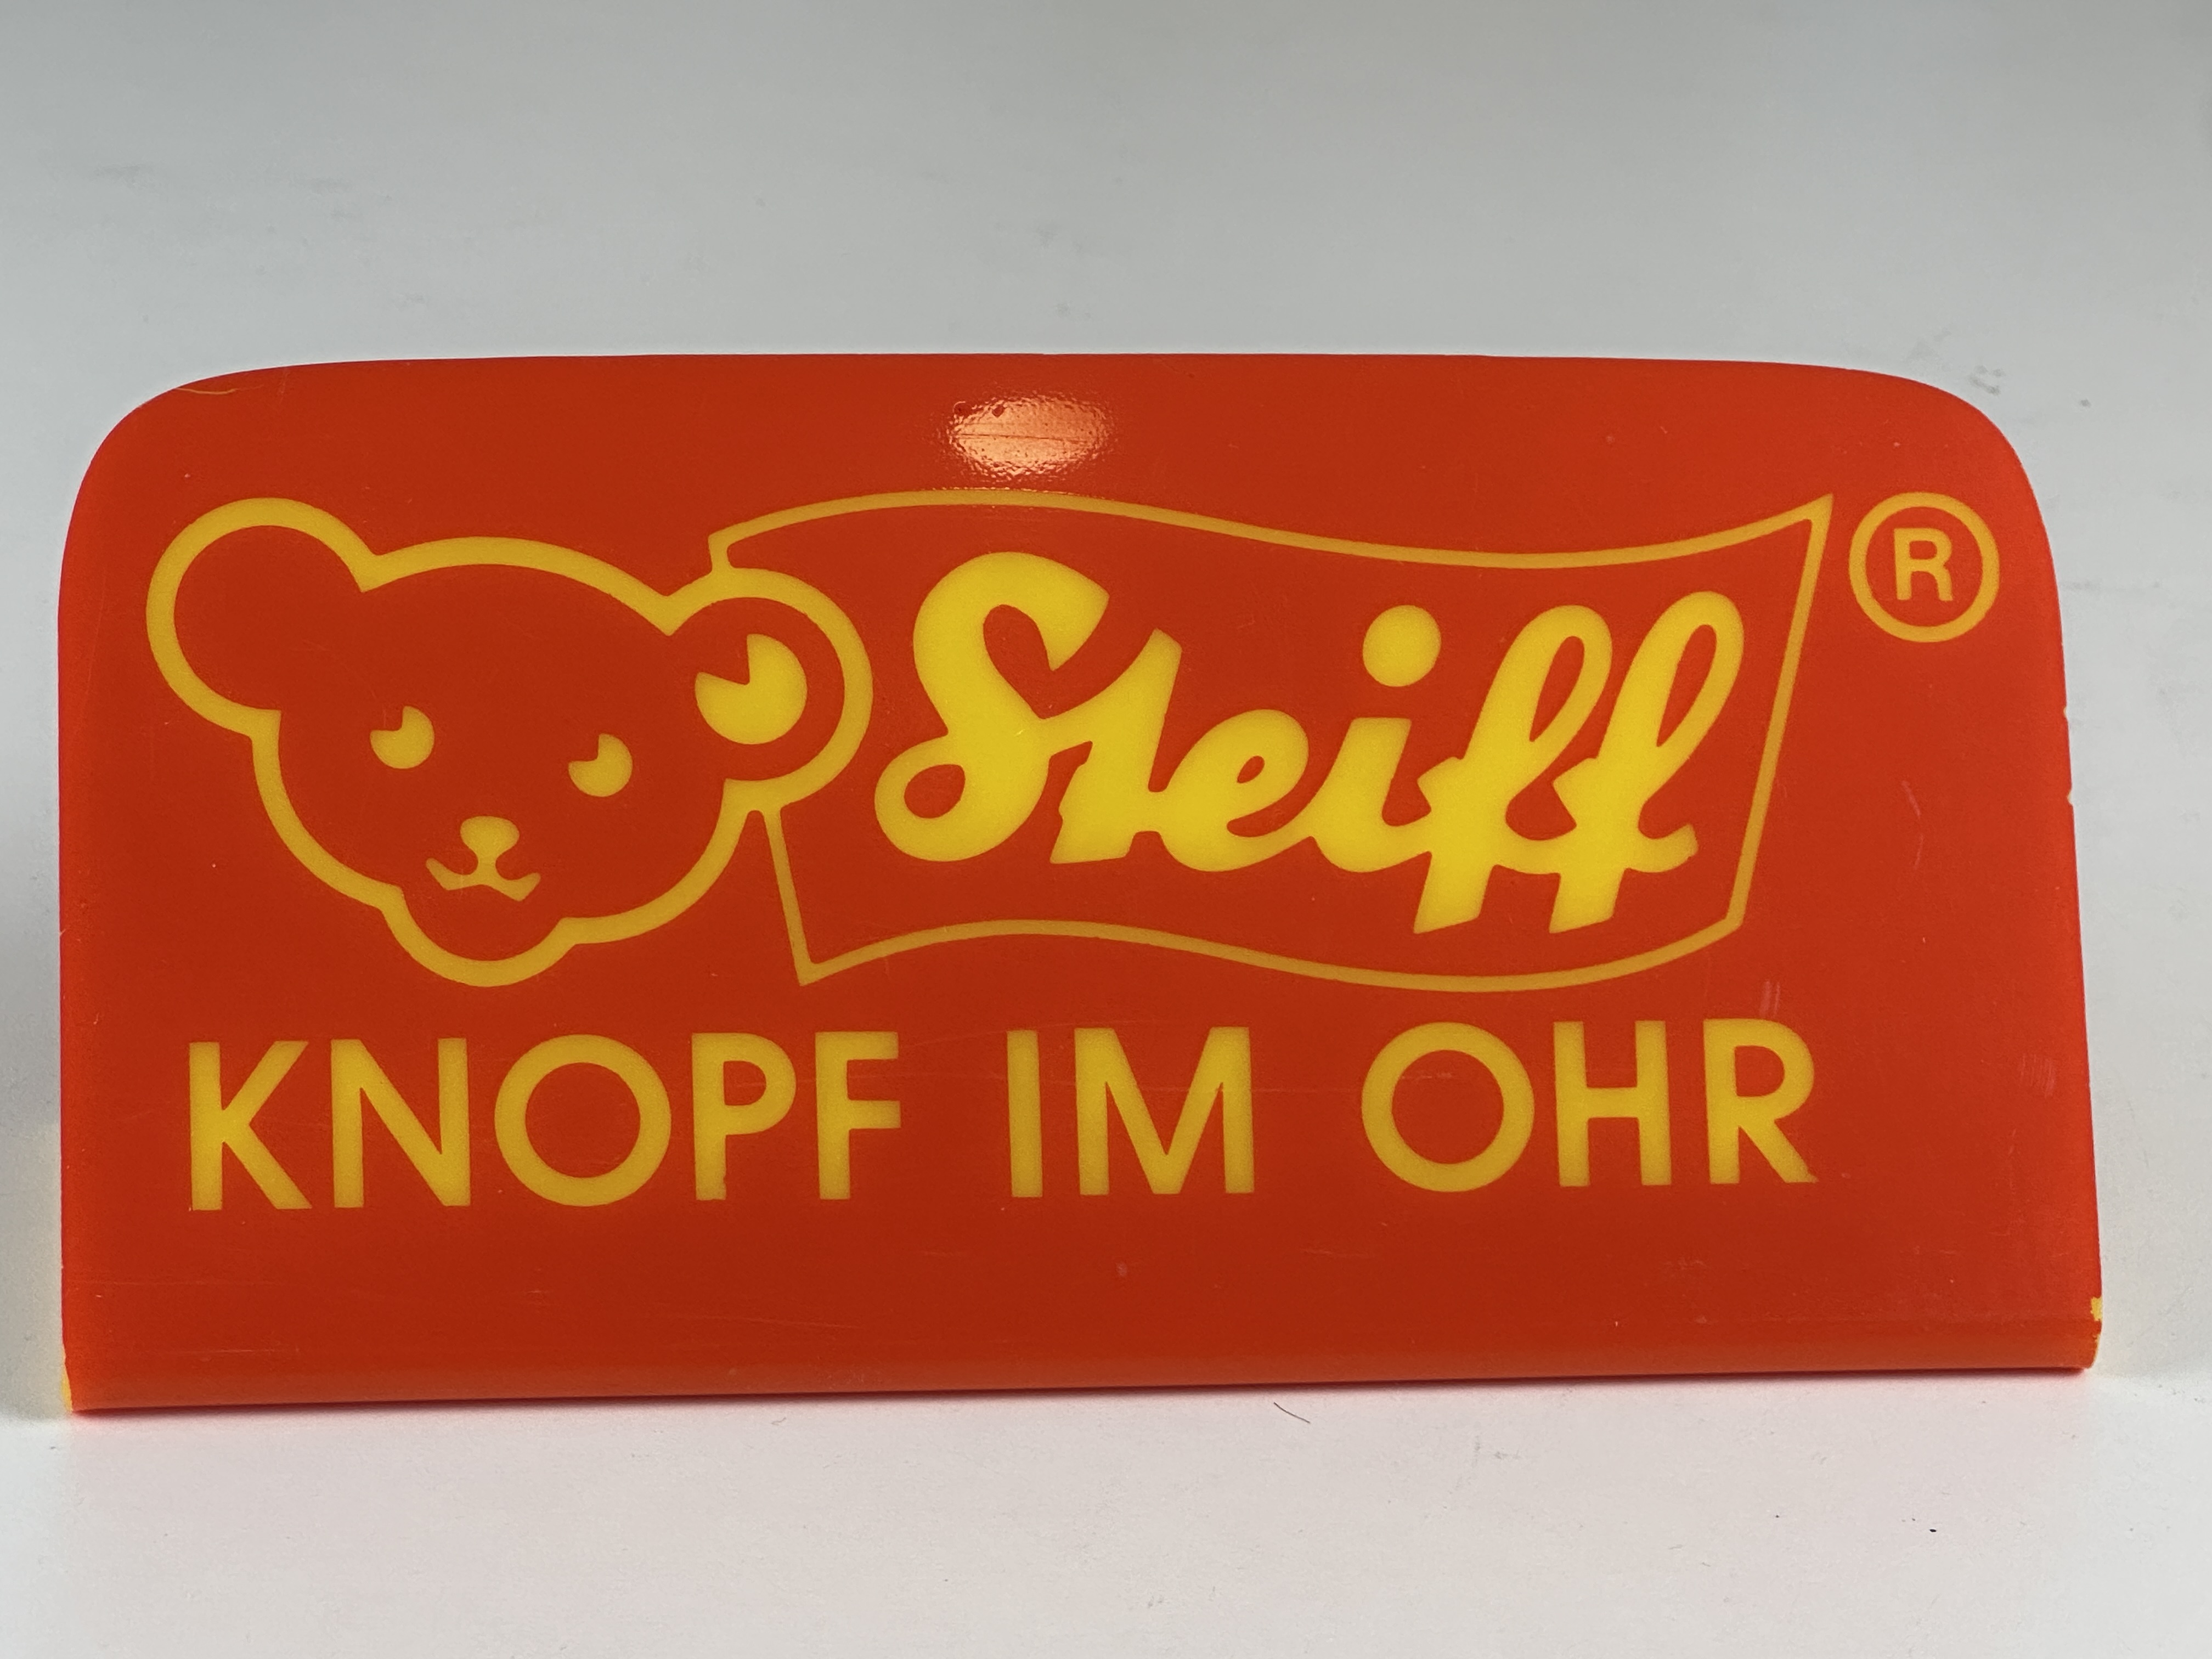 Steiff ®
KNOPF IM OHR